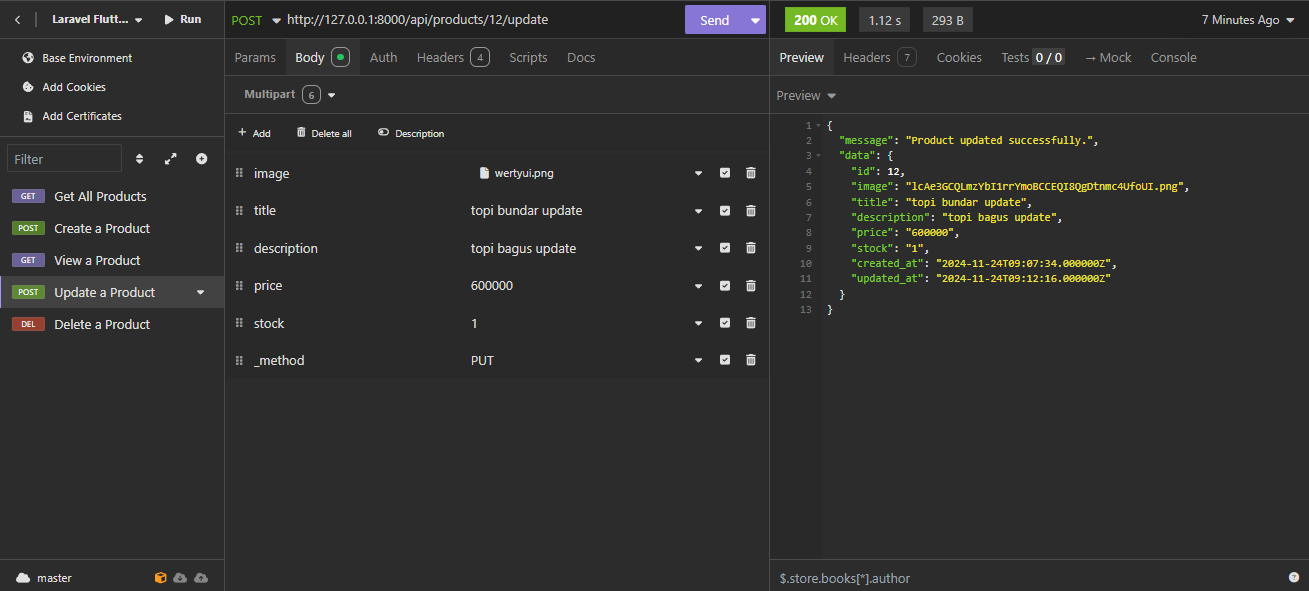 Laravel Flutt...
Run
Base Environment
Add Cookies
Add Certificates
Filter
GET Get All Products
POST Create a Product
GET View a Product
POST Update a Product
DEL Delete a Product
master
POST http://127.0.0.1:8000/api/products/12/update
Send
Params Body Auth Headers 4 Scripts Docs
Multipart 6
+ Add Delete all Description
image wertyui.png
title topi bundar update
description topi bagus update
price 600000
stock 1
_method PUT
200 OK 1.12 s 293 B 7 Minutes Ago
Preview Headers 7 Cookies Tests 0 / 0 → Mock Console
Preview
1 {
2 "message": "Product updated successfully.",
3 "data": {
4 "id": 12,
5 "image": "lcAe3GCQLmzYbI1rrYmoBCCEQI8QgDtnmc4UfoUI.png",
6 "title": "topi bundar update",
7 "description": "topi bagus update",
8 "price": "600000",
9 "stock": "1",
10 "created_at": "2024-11-24T09:07:34.000000Z",
11 "updated_at": "2024-11-24T09:12:16.000000Z"
12 }
13 }
$.store.books[*].author
?